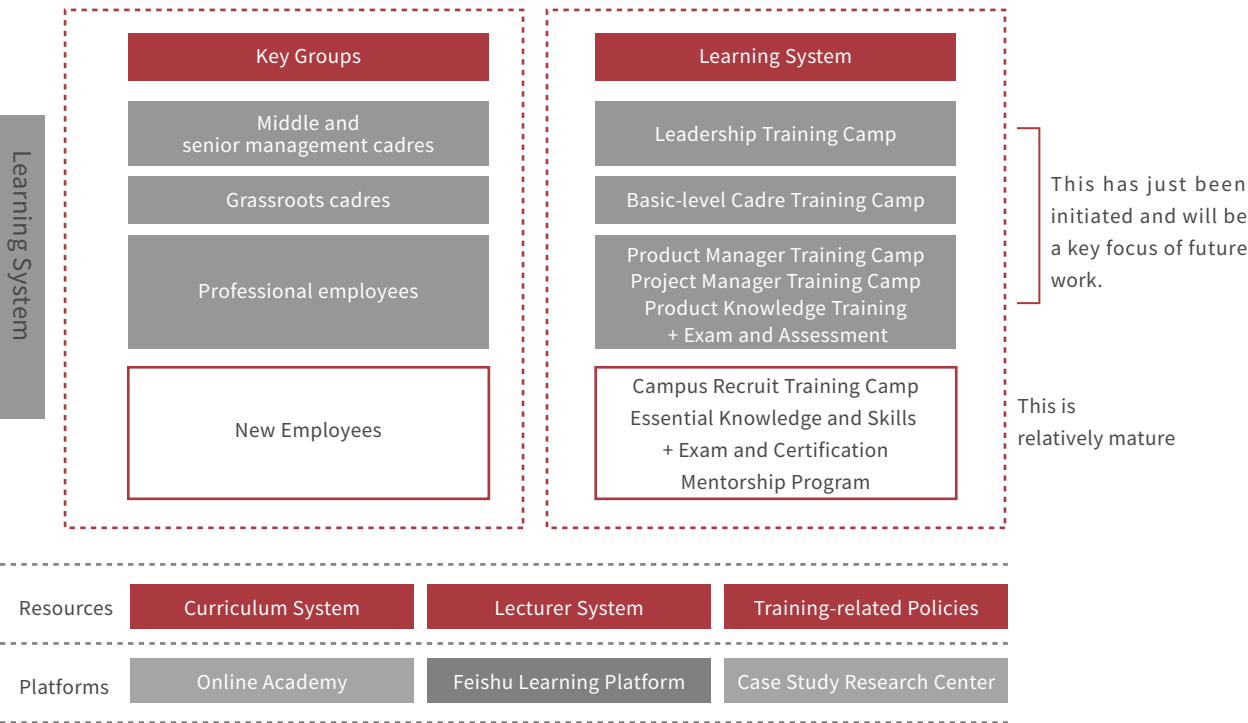 Learning System
Key Groups
Middle and
senior management cadres
Grassroots cadres
Professional employees
New Employees
Learning System
Leadership Training Camp
Basic-level Cadre Training Camp
Product Manager Training Camp
Project Manager Training Camp
Product Knowledge Training
+ Exam and Assessment
Campus Recruit Training Camp
Essential Knowledge and Skills
+ Exam and Certification
Mentorship Program
This has just been
initiated and will be
a key focus of future
work.
This is
relatively mature
Resources
Curriculum System
Lecturer System
Training-related Policies
Platforms
Online Academy
Feishu Learning Platform
Case Study Research Center